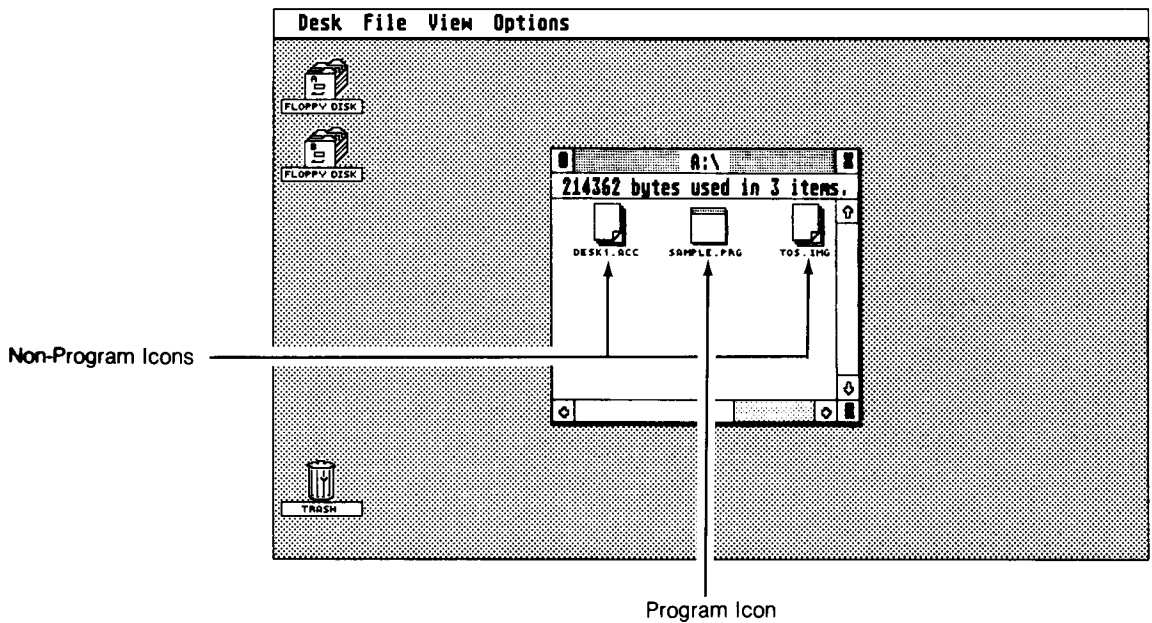 Desk File View Options
A
FLOPPY DISK
B
FLOPPY DISK
A:\
214362 bytes used in 3 items.
DESK1.ACC SAMPLE.PRG TOS.IMG
Non-Program Icons
TRASH
Program Icon